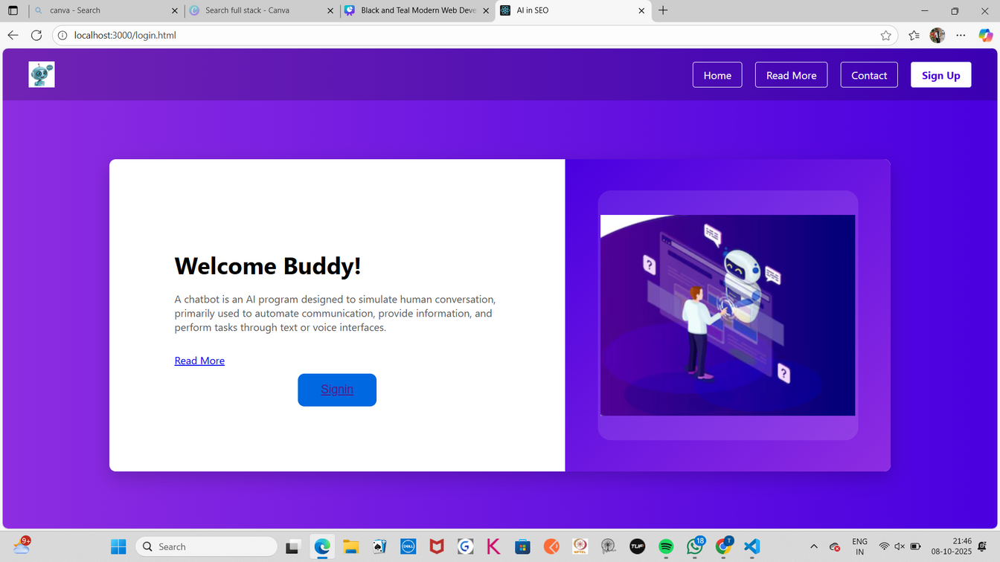 canva - Search
Search full stack - Canva
Black and Teal Modern Web Deve
AI in SEO
localhost:3000/login.html
Home
Read More
Contact
Sign Up
Welcome Buddy!
A chatbot is an AI program designed to simulate human conversation,
primarily used to automate communication, provide information, and
perform tasks through text or voice interfaces.
Read More
Signin
?
?
?
9+
Search
DELL
G
K
NPTEL
TUF
18
T
ENG
IN
21:46
08-10-2025